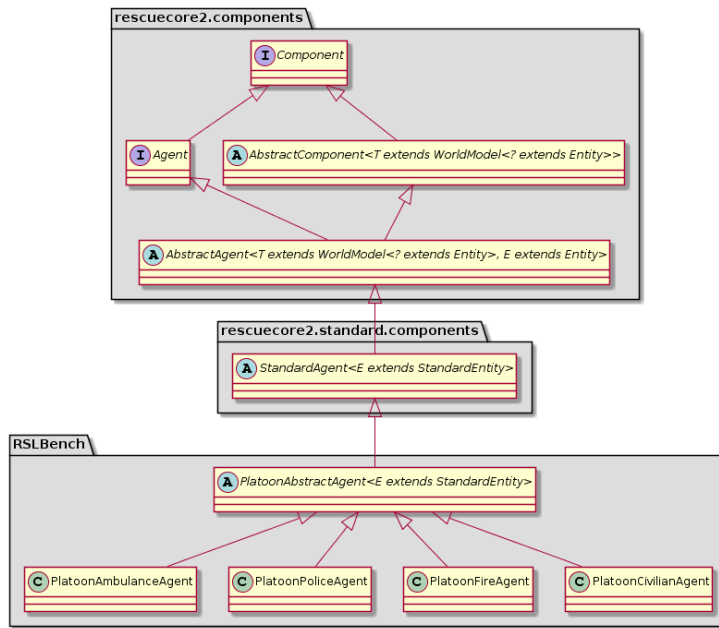 rescuecore2.components
I Component
I Agent
A AbstractComponent<T extends WorldModel<? extends Entity>>
A AbstractAgent<T extends WorldModel<? extends Entity>, E extends Entity>
rescuecore2.standard.components
A StandardAgent<E extends StandardEntity>
RSLBench
A PlatoonAbstractAgent<E extends StandardEntity>
C PlatoonAmbulanceAgent
C PlatoonPoliceAgent
C PlatoonFireAgent
C PlatoonCivilianAgent